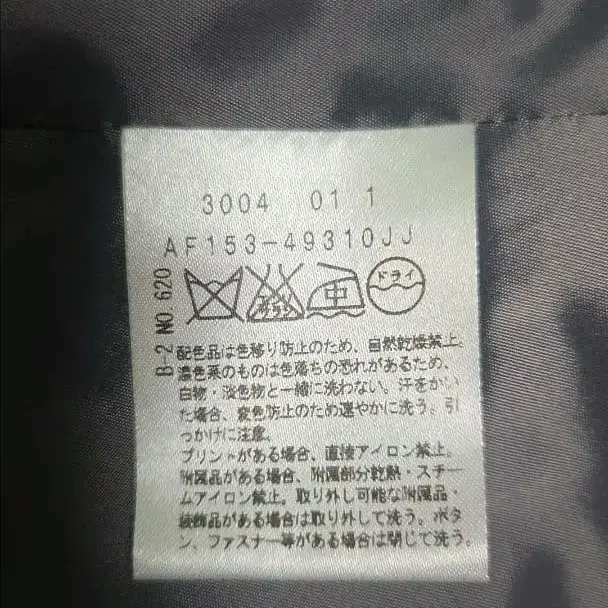 3004 01 1
AF153-49310JJ
B-2 NO.620
エンソサラシ
中
ドライ
配色品は色移り防止のため、自然乾燥禁止。
濃色系のものは色落ちの恐れがあるため、
白物・淡色物と一緒に洗わない。汗をかい
た場合、変色防止のため速やかに洗う。引
っかけに注意。
プリントがある場合、直接アイロン禁止。
附属品がある場合、附属部分乾熱・スチー
ムアイロン禁止。取り外し可能な附属品・
装飾品がある場合は取り外して洗う。ボタ
ン、ファスナー等がある場合は閉じて洗う。